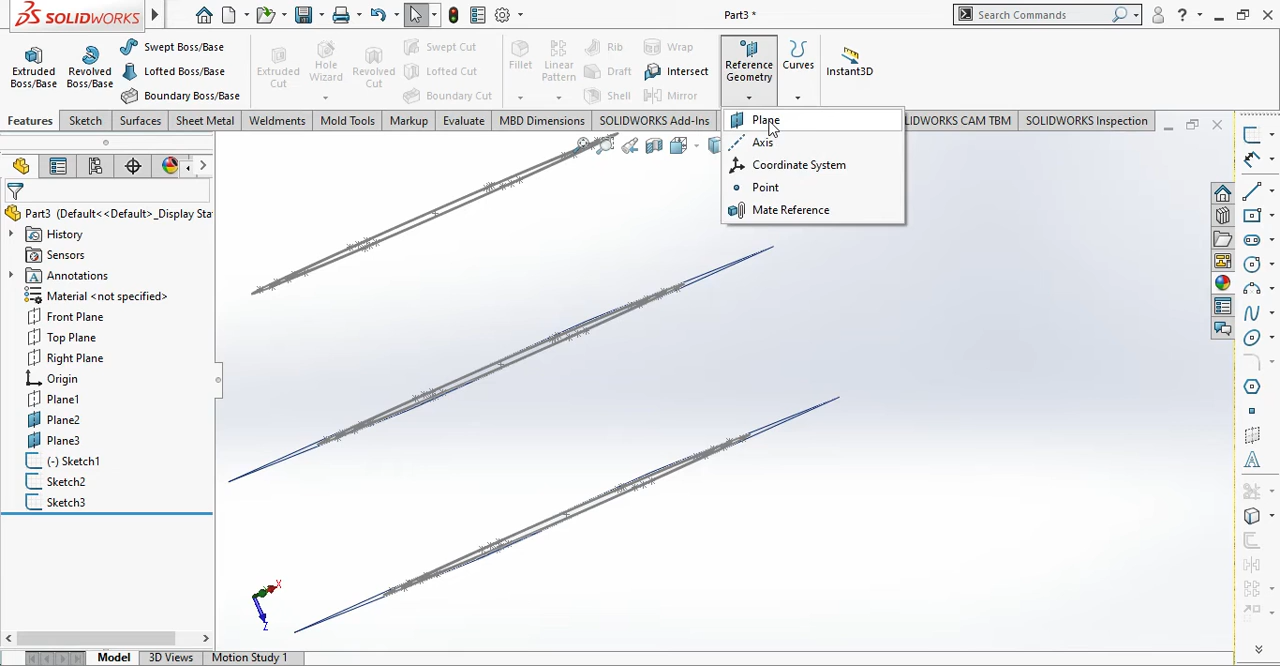 SOLIDWORKS
Part3 *
Search Commands
Extruded Boss/Base
Revolved Boss/Base
Swept Boss/Base
Lofted Boss/Base
Boundary Boss/Base
Extruded Cut
Hole Wizard
Revolved Cut
Swept Cut
Lofted Cut
Boundary Cut
Fillet
Linear Pattern
Rib
Draft
Shell
Wrap
Intersect
Mirror
Reference Geometry
Curves
Instant3D
Features
Sketch
Surfaces
Sheet Metal
Weldments
Mold Tools
Markup
Evaluate
MBD Dimensions
SOLIDWORKS Add-Ins
LIDWORKS CAM TBM
SOLIDWORKS Inspection
Plane
Axis
Coordinate System
Point
Mate Reference
Part3 (Default<<Default>_Display Sta
History
Sensors
Annotations
Material <not specified>
Front Plane
Top Plane
Right Plane
Origin
Plane1
Plane2
Plane3
(-) Sketch1
Sketch2
Sketch3
X
Z
Model
3D Views
Motion Study 1